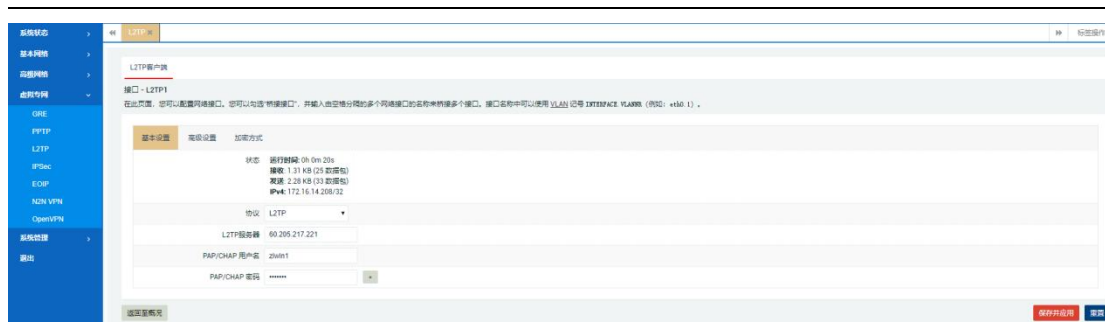 系统状态
基本网络
高级网络
虚拟专网
GRE
PPTP
L2TP
IPSec
EOIP
N2N VPN
OpenVPN
系统管理
退出
L2TP
标签操作
L2TP客户端
接口 - L2TP1
在此页面，您可以配置网络接口。您可以勾选“桥接接口”，并输入由空格分隔的多个网络接口的名称来桥接多个接口。接口名称中可以使用 VLAN 记号 INTERFACE.VLANNR（例如：eth0.1）。
基本设置 高级设置 加密方式
状态 运行时间: 0h 0m 20s
接收: 1.31 KB (25 数据包)
发送: 2.28 KB (33 数据包)
IPv4: 172.16.14.208/32
协议 L2TP
L2TP服务器 60.205.217.221
PAP/CHAP 用户名 zlwin1
PAP/CHAP 密码 •••••••
返回至概况
保存并应用 重置